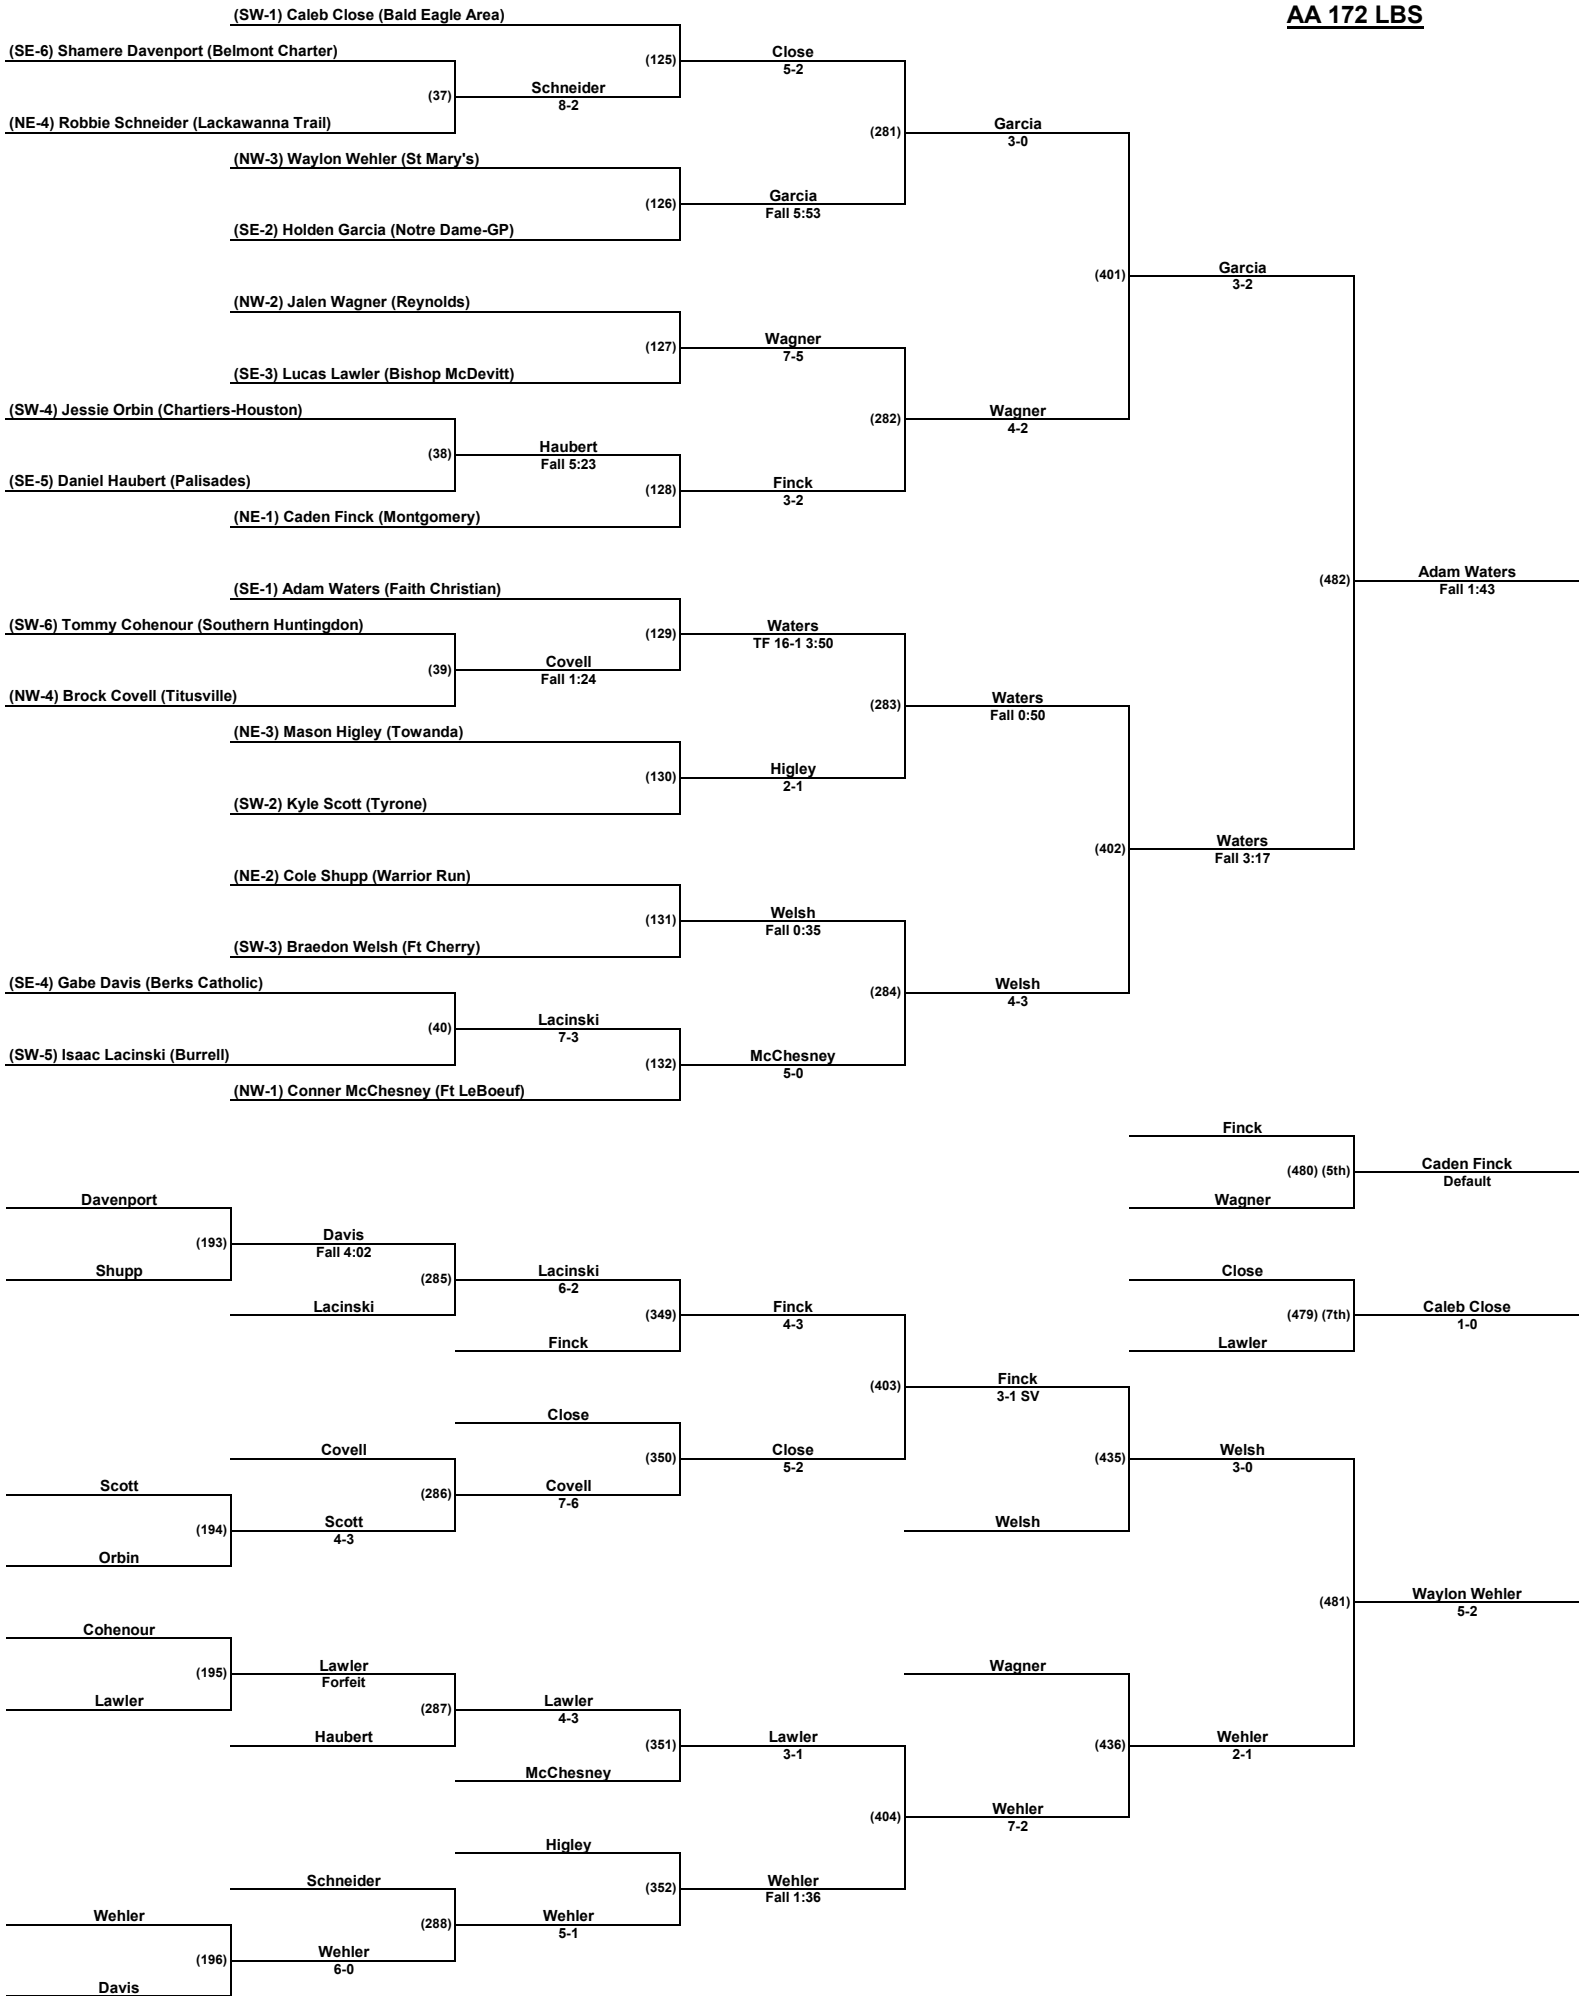 AA 172 LBS
(SW-1) Caleb Close (Bald Eagle Area)
(SE-6) Shamere Davenport (Belmont Charter)
(125)
Close
5-2
(37)
Schneider
8-2
(NE-4) Robbie Schneider (Lackawanna Trail)
(281)
Garcia
3-0
(NW-3) Waylon Wehler (St Mary's)
(126)
Garcia
Fall 5:53
(SE-2) Holden Garcia (Notre Dame-GP)
(401)
Garcia
3-2
(NW-2) Jalen Wagner (Reynolds)
(127)
Wagner
7-5
(SE-3) Lucas Lawler (Bishop McDevitt)
(SW-4) Jessie Orbin (Chartiers-Houston)
(282)
Wagner
4-2
(38)
Haubert
Fall 5:23
(SE-5) Daniel Haubert (Palisades)
(128)
Finck
3-2
(NE-1) Caden Finck (Montgomery)
(482)
Adam Waters
Fall 1:43
(SE-1) Adam Waters (Faith Christian)
(SW-6) Tommy Cohenour (Southern Huntingdon)
(129)
Waters
TF 16-1 3:50
(39)
Covell
Fall 1:24
(NW-4) Brock Covell (Titusville)
(283)
Waters
Fall 0:50
(NE-3) Mason Higley (Towanda)
(130)
Higley
2-1
(SW-2) Kyle Scott (Tyrone)
(402)
Waters
Fall 3:17
(NE-2) Cole Shupp (Warrior Run)
(131)
Welsh
Fall 0:35
(SW-3) Braedon Welsh (Ft Cherry)
(SE-4) Gabe Davis (Berks Catholic)
(284)
Welsh
4-3
(40)
Lacinski
7-3
(SW-5) Isaac Lacinski (Burrell)
(132)
McChesney
5-0
(NW-1) Conner McChesney (Ft LeBoeuf)
Finck
(480) (5th)
Caden Finck
Default
Wagner
Davenport
(193)
Davis
Fall 4:02
Shupp
(285)
Lacinski
6-2
Lacinski
Close
(479) (7th)
Caleb Close
1-0
Lawler
(349)
Finck
4-3
Finck
(403)
Finck
3-1 SV
Close
Covell
(350)
Close
5-2
(435)
Welsh
3-0
Scott
(286)
Covell
7-6
(194)
Scott
4-3
Welsh
Orbin
(481)
Waylon Wehler
5-2
Cohenour
(195)
Lawler
Forfeit
Wagner
Lawler
(287)
Lawler
4-3
Haubert
(351)
Lawler
3-1
(436)
Wehler
2-1
McChesney
(404)
Wehler
7-2
Higley
Schneider
(352)
Wehler
Fall 1:36
Wehler
(288)
Wehler
5-1
(196)
Wehler
6-0
Davis